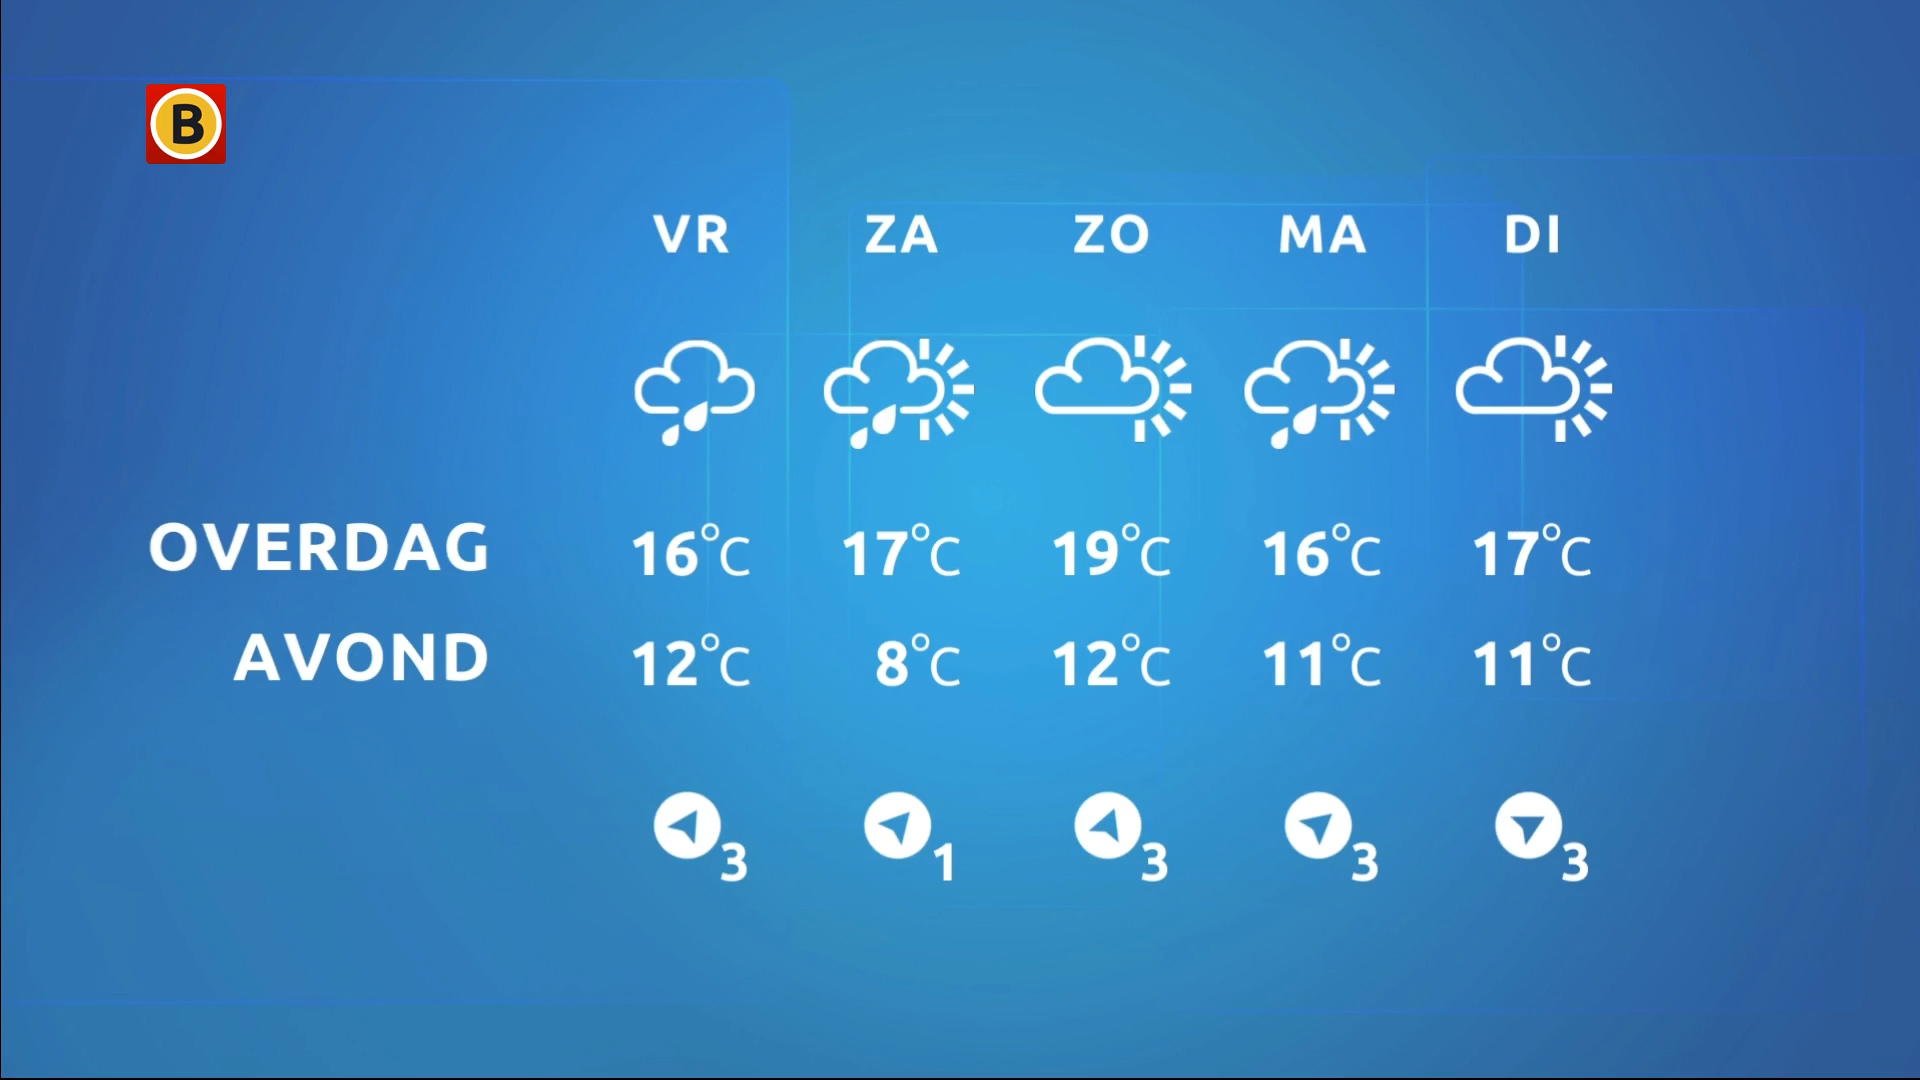 B
VR ZA ZO MA DI
OVERDAG 16°C 17°C 19°C 16°C 17°C
AVOND 12°C 8°C 12°C 11°C 11°C
3 1 3 3 3